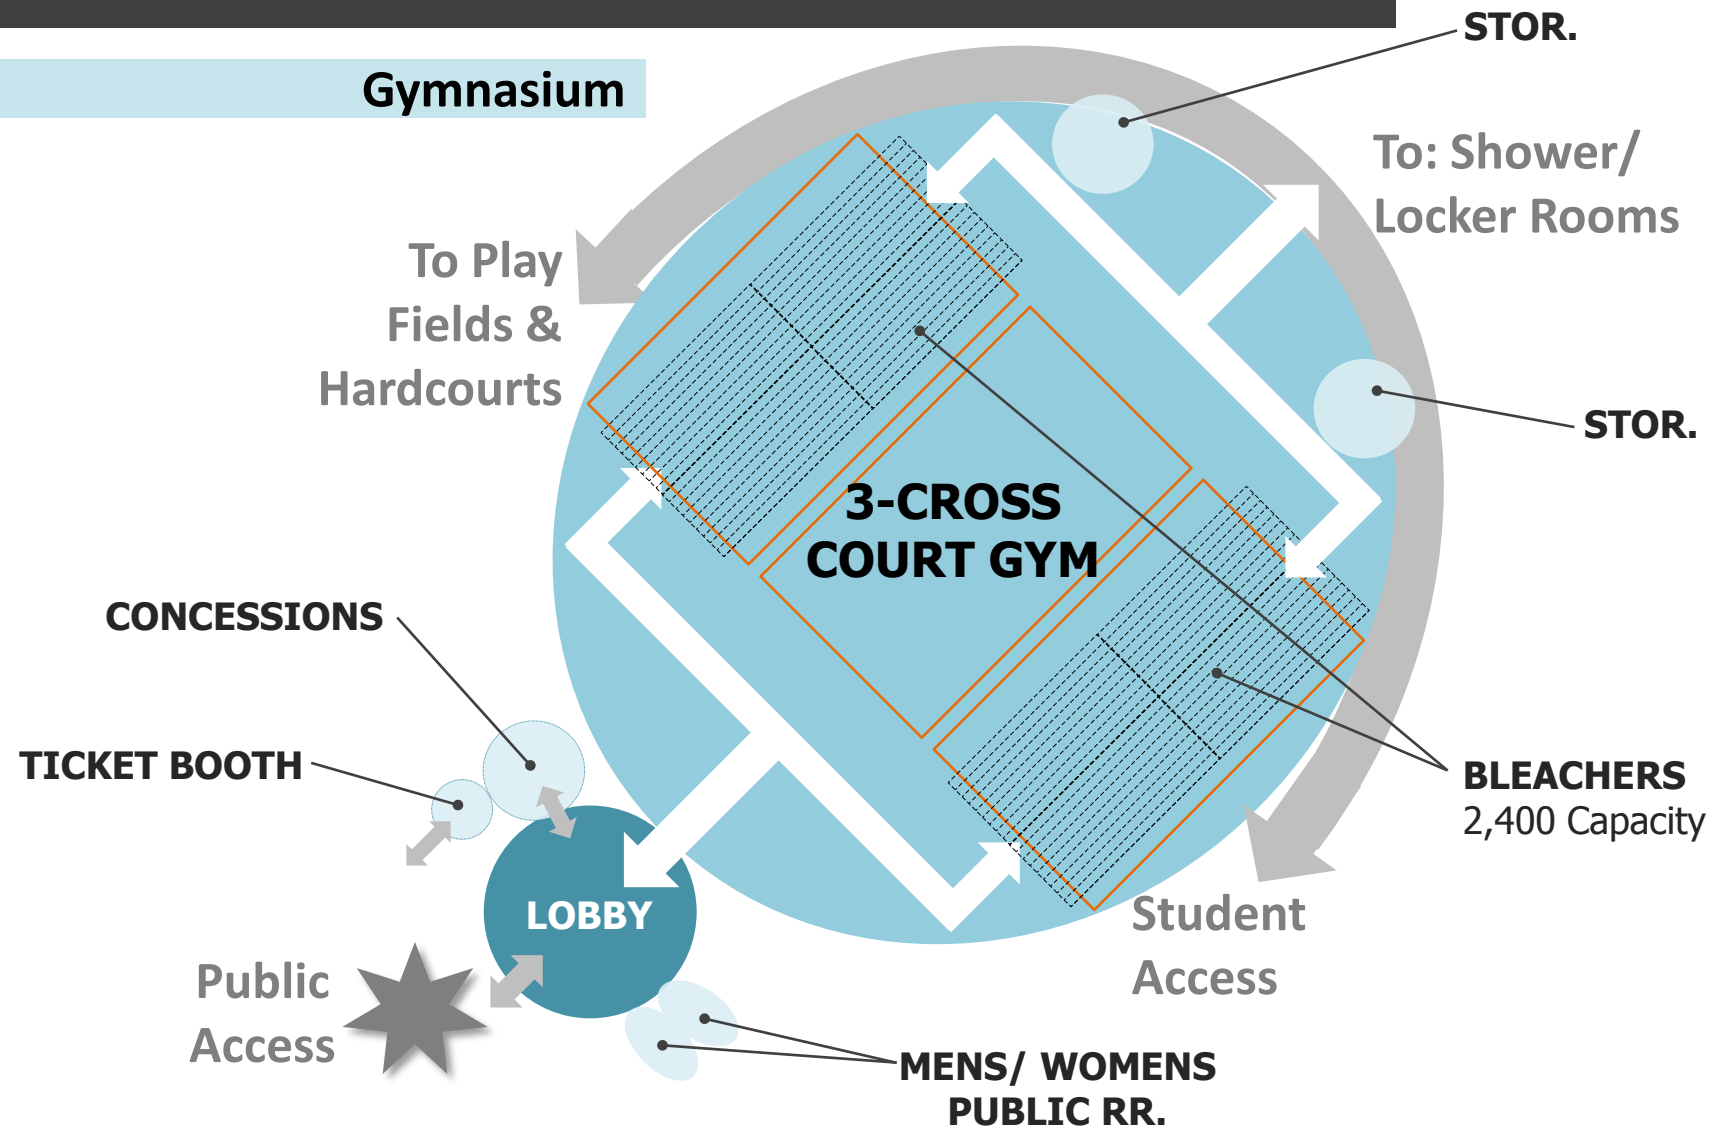 STOR.
Gymnasium
To: Shower/
Locker Rooms
To Play
Fields &
Hardcourts
STOR.
3-CROSS
COURT GYM
CONCESSIONS
TICKET BOOTH
BLEACHERS
2,400 Capacity
LOBBY
Student
Access
Public
Access
MENS/ WOMENS
PUBLIC RR.